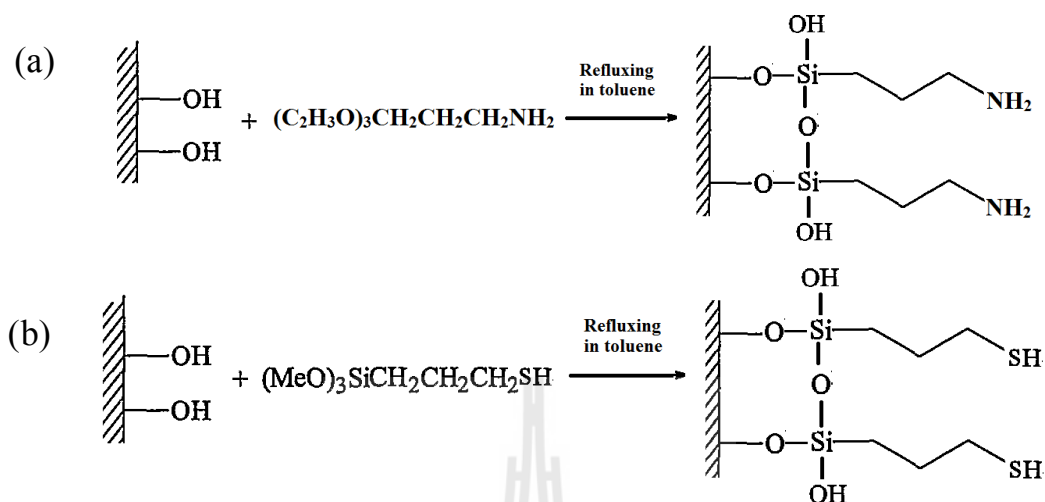 (a)
OH
OH
+ (C₂H₃O)₃CH₂CH₂CH₂NH₂
Refluxing
in toluene
OH
O Si NH₂
O
O Si NH₂
OH
(b)
OH
OH
+ (MeO)₃SiCH₂CH₂CH₂SH
Refluxing
in toluene
OH
O Si SH
O
O Si SH
OH